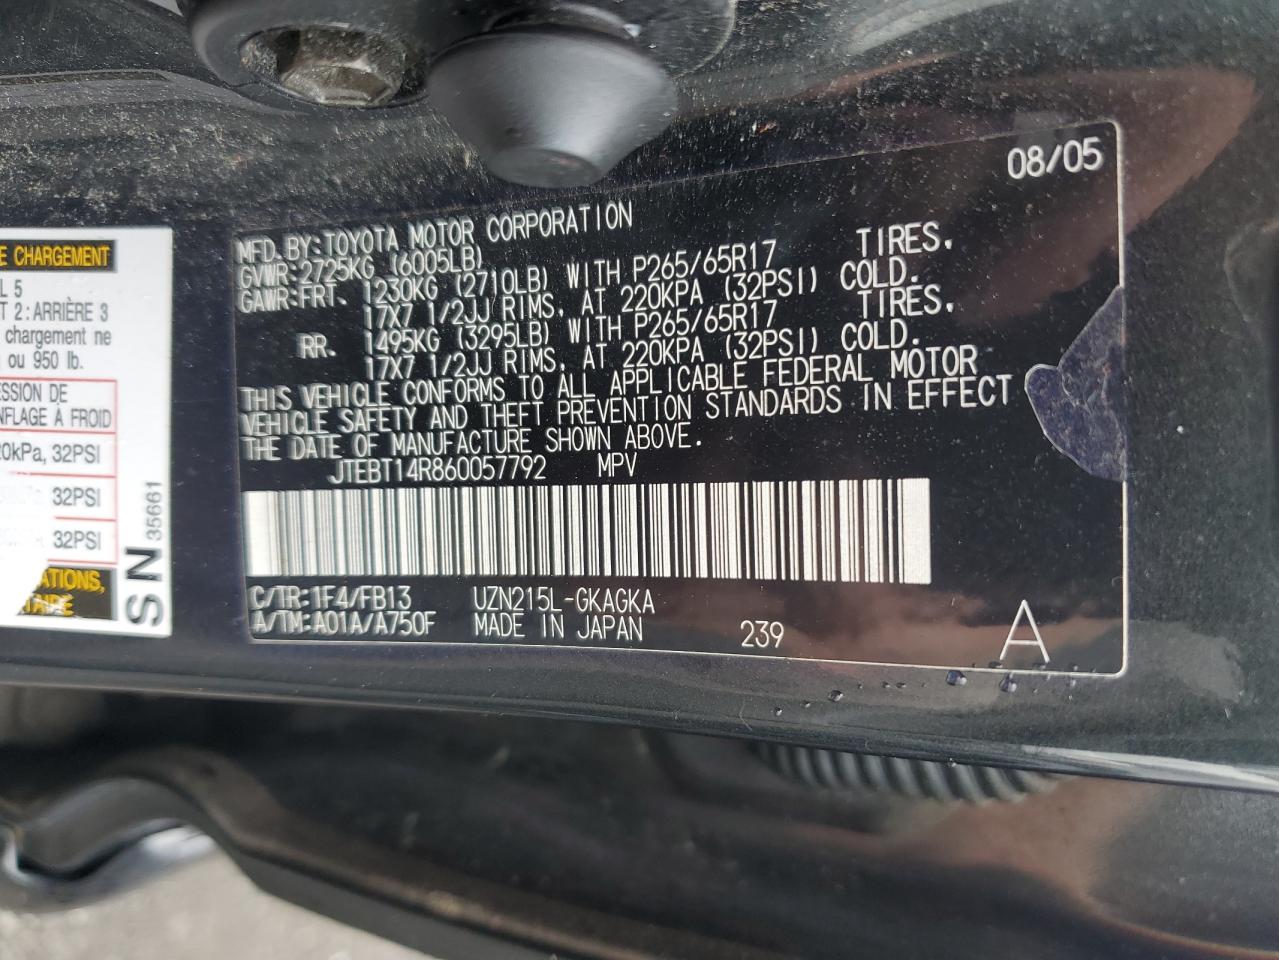 E CHARGEMENT
L 5
T 2 : ARRIÈRE 3
chargement ne
ou 950 lb.
ESSION DE
NFLAGE À FROID
20kPa, 32PSI
32PSI
32PSI
ATIONS,
TAIRE
SN 35661
08/05
MFD. BY: TOYOTA MOTOR CORPORATION
GVWR: 2725KG (6005LB)
GAWR: FRT. 1230KG (2710LB) WITH P265/65R17 TIRES,
17X7 1/2JJ RIMS, AT 220KPA (32PSI) COLD.
RR. 1495KG (3295LB) WITH P265/65R17 TIRES,
17X7 1/2JJ RIMS, AT 220KPA (32PSI) COLD.
THIS VEHICLE CONFORMS TO ALL APPLICABLE FEDERAL MOTOR
VEHICLE SAFETY AND THEFT PREVENTION STANDARDS IN EFFECT
THE DATE OF MANUFACTURE SHOWN ABOVE.
JTEBT14R860057792 MPV
C/TR: 1F4/FB13 UZN215L-GKAGKA
A/TM: A01A/A750F MADE IN JAPAN 239 A